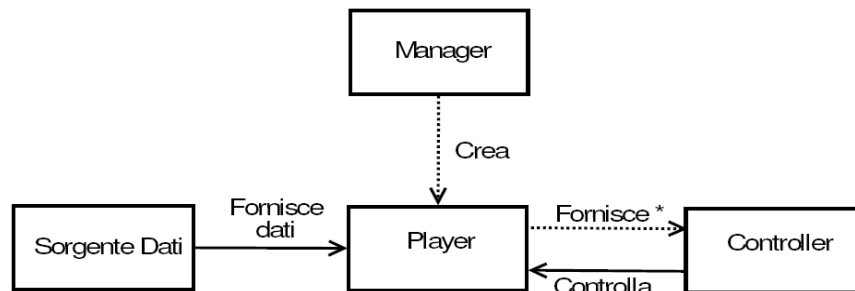 Manager
Crea
Fornisce
dati
Fornisce *
Sorgente Dati
Player
Controller
Controlla